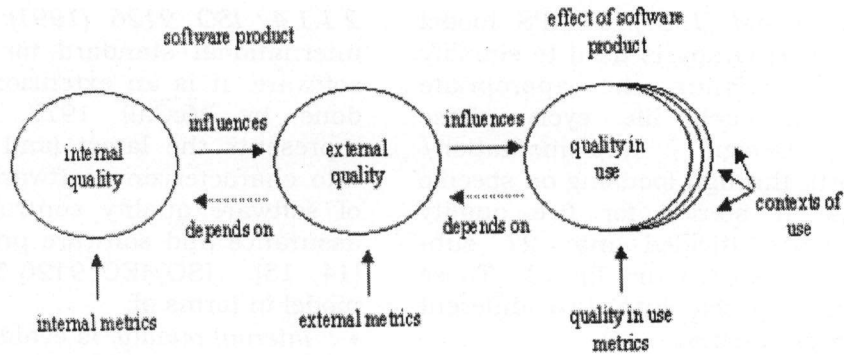 software product
effect of software
product
internal
quality
influences
depends on
external
quality
influences
depends on
quality in
use
contexts of
use
internal metrics
external metrics
quality in use
metrics